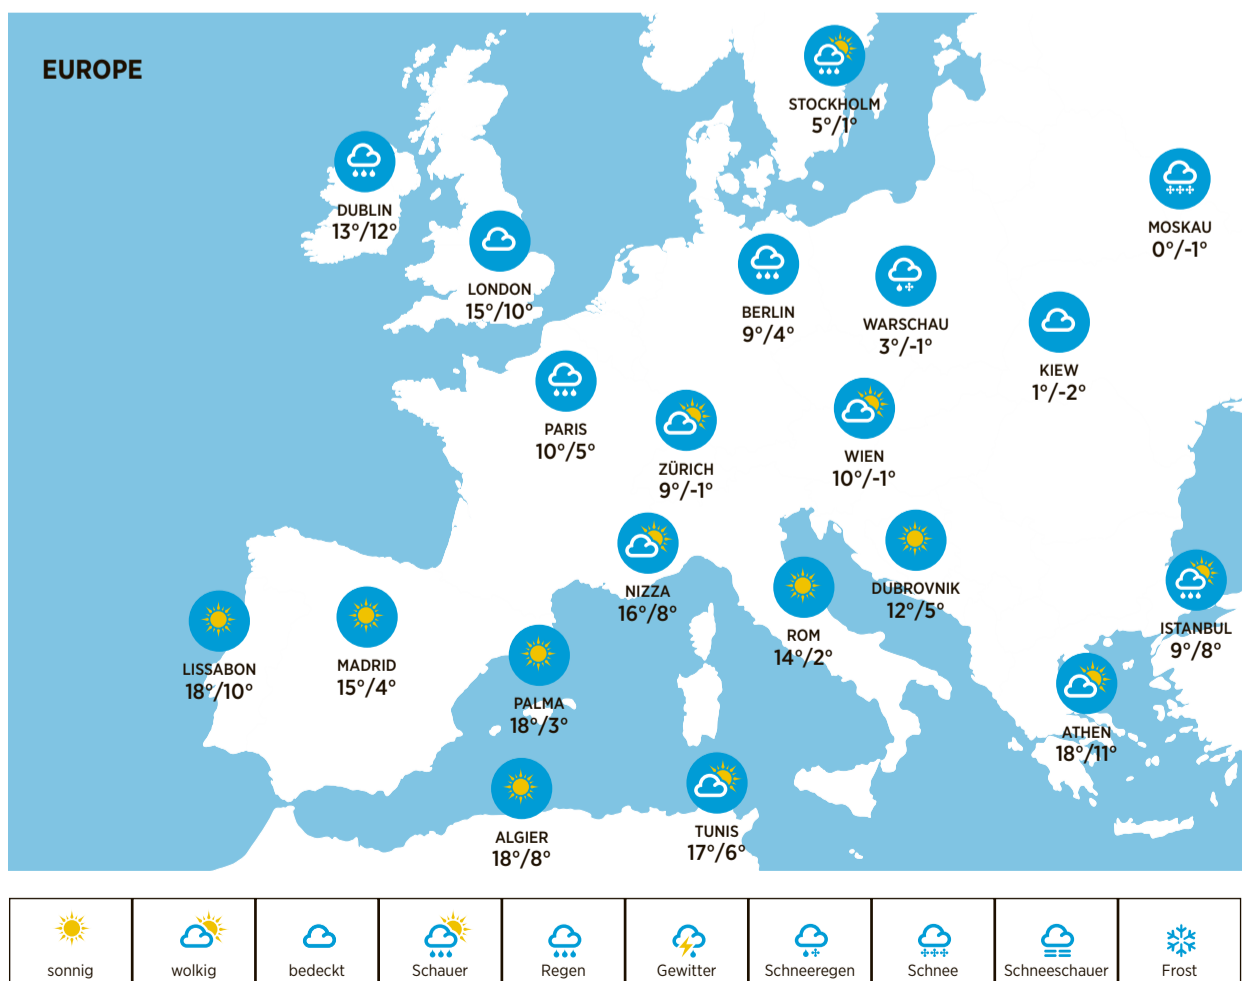 EUROPE
STOCKHOLM
5°/1°
DUBLIN
13°/12°
MOSKAU
0°/-1°
LONDON
15°/10°
BERLIN
9°/4°
WARSCHAU
3°/-1°
KIEW
1°/-2°
PARIS
10°/5°
ZÜRICH
9°/-1°
WIEN
10°/-1°
NIZZA
16°/8°
DUBROVNIK
12°/5°
ROM
14°/2°
ISTANBUL
9°/8°
LISSABON
18°/10°
MADRID
15°/4°
PALMA
18°/3°
ATHEN
18°/11°
ALGIER
18°/8°
TUNIS
17°/6°
sonnig
wolkig
bedeckt
Schauer
Regen
Gewitter
Schneeregen
Schnee
Schneeschauer
Frost